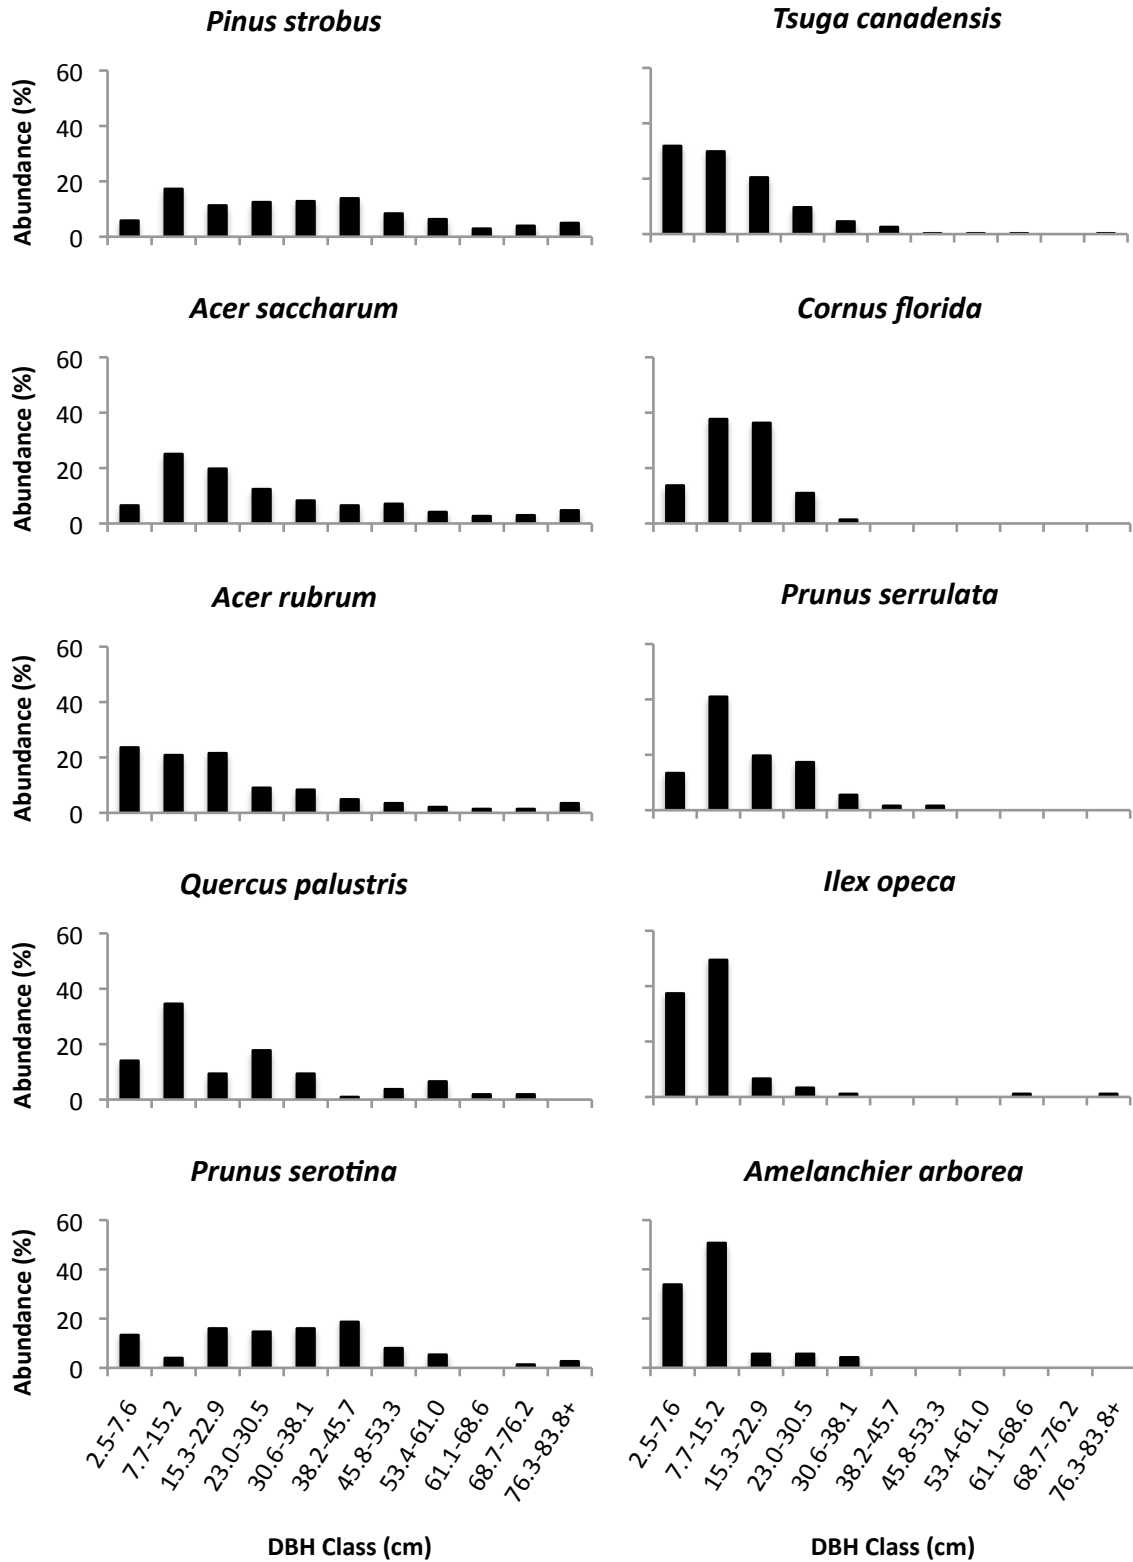 Pinus strobus
Tsuga canadensis
Abundance (%)
60
40
20
0
Acer saccharum
Cornus florida
Abundance (%)
60
40
20
0
Acer rubrum
Prunus serrulata
Abundance (%)
60
40
20
0
Quercus palustris
Ilex opeca
Abundance (%)
60
40
20
0
Prunus serotina
Amelanchier arborea
Abundance (%)
60
40
20
0
2.5-7.6
7.7-15.2
15.3-22.9
23.0-30.5
30.6-38.1
38.2-45.7
45.8-53.3
53.4-61.0
61.1-68.6
68.7-76.2
76.3-83.8+
2.5-7.6
7.7-15.2
15.3-22.9
23.0-30.5
30.6-38.1
38.2-45.7
45.8-53.3
53.4-61.0
61.1-68.6
68.7-76.2
76.3-83.8+
DBH Class (cm)
DBH Class (cm)